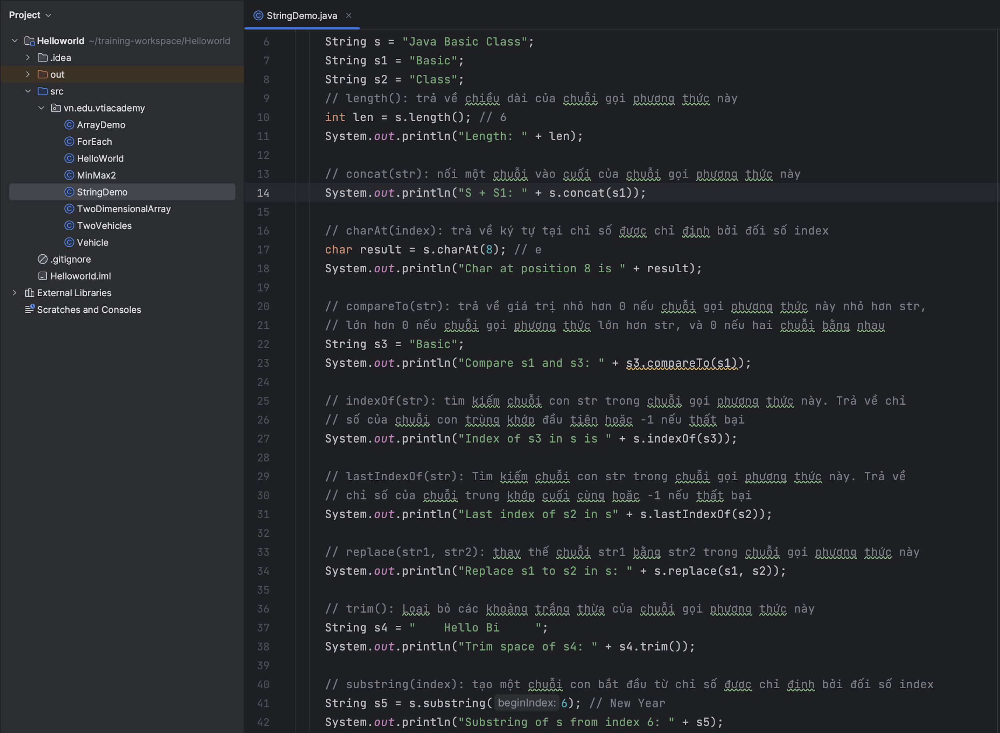 Project
Helloworld ~/training-workspace/Helloworld
.idea
out
src
vn.edu.vtiacademy
ArrayDemo
ForEach
HelloWorld
MinMax2
StringDemo
TwoDimensionalArray
TwoVehicles
Vehicle
.gitignore
Helloworld.iml
External Libraries
Scratches and Consoles
StringDemo.java
6 String s = "Java Basic Class";
7 String s1 = "Basic";
8 String s2 = "Class";
9 // length(): trả về chiều dài của chuỗi gọi phương thức này
10 int len = s.length(); // 6
11 System.out.println("Length: " + len);
12
13 // concat(str): nối một chuỗi vào cuối của chuỗi gọi phương thức này
14 System.out.println("S + S1: " + s.concat(s1));
15
16 // charAt(index): trả về ký tự tại chỉ số được chỉ định bởi đối số index
17 char result = s.charAt(8); // e
18 System.out.println("Char at position 8 is " + result);
19
20 // compareTo(str): trả về giá trị nhỏ hơn 0 nếu chuỗi gọi phương thức này nhỏ hơn str,
21 // lớn hơn 0 nếu chuỗi gọi phương thức lớn hơn str, và 0 nếu hai chuỗi bằng nhau
22 String s3 = "Basic";
23 System.out.println("Compare s1 and s3: " + s3.compareTo(s1));
24
25 // indexOf(str): tìm kiếm chuỗi con str trong chuỗi gọi phương thức này. Trả về chỉ
26 // số của chuỗi con trùng khớp đầu tiên hoặc -1 nếu thất bại
27 System.out.println("Index of s3 in s is " + s.indexOf(s3));
28
29 // lastIndexOf(str): Tìm kiếm chuỗi con str trong chuỗi gọi phương thức này. Trả về
30 // chỉ số của chuỗi trung khớp cuối cùng hoặc -1 nếu thất bại
31 System.out.println("Last index of s2 in s" + s.lastIndexOf(s2));
32
33 // replace(str1, str2): thay thế chuỗi str1 bằng str2 trong chuỗi gọi phương thức này
34 System.out.println("Replace s1 to s2 in s: " + s.replace(s1, s2));
35
36 // trim(): Loại bỏ các khoảng trắng thừa của chuỗi gọi phương thức này
37 String s4 = "    Hello Bi     ";
38 System.out.println("Trim space of s4: " + s4.trim());
39
40 // substring(index): tạo một chuỗi con bắt đầu từ chỉ số được chỉ định bởi đối số index
41 String s5 = s.substring( beginIndex: 6); // New Year
42 System.out.println("Substring of s from index 6: " + s5);